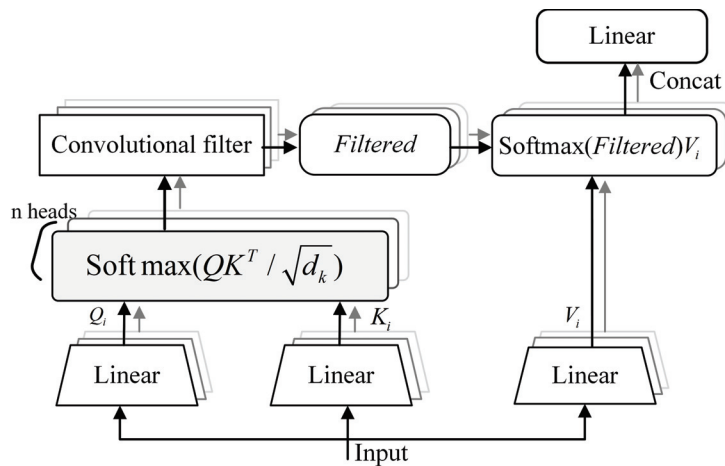 Linear
Concat
Convolutional filter
Filtered
Softmax(Filtered)V_i
n heads
Soft max(QK^T / √d_k)
Q_i
K_i
V_i
Linear
Linear
Linear
Input